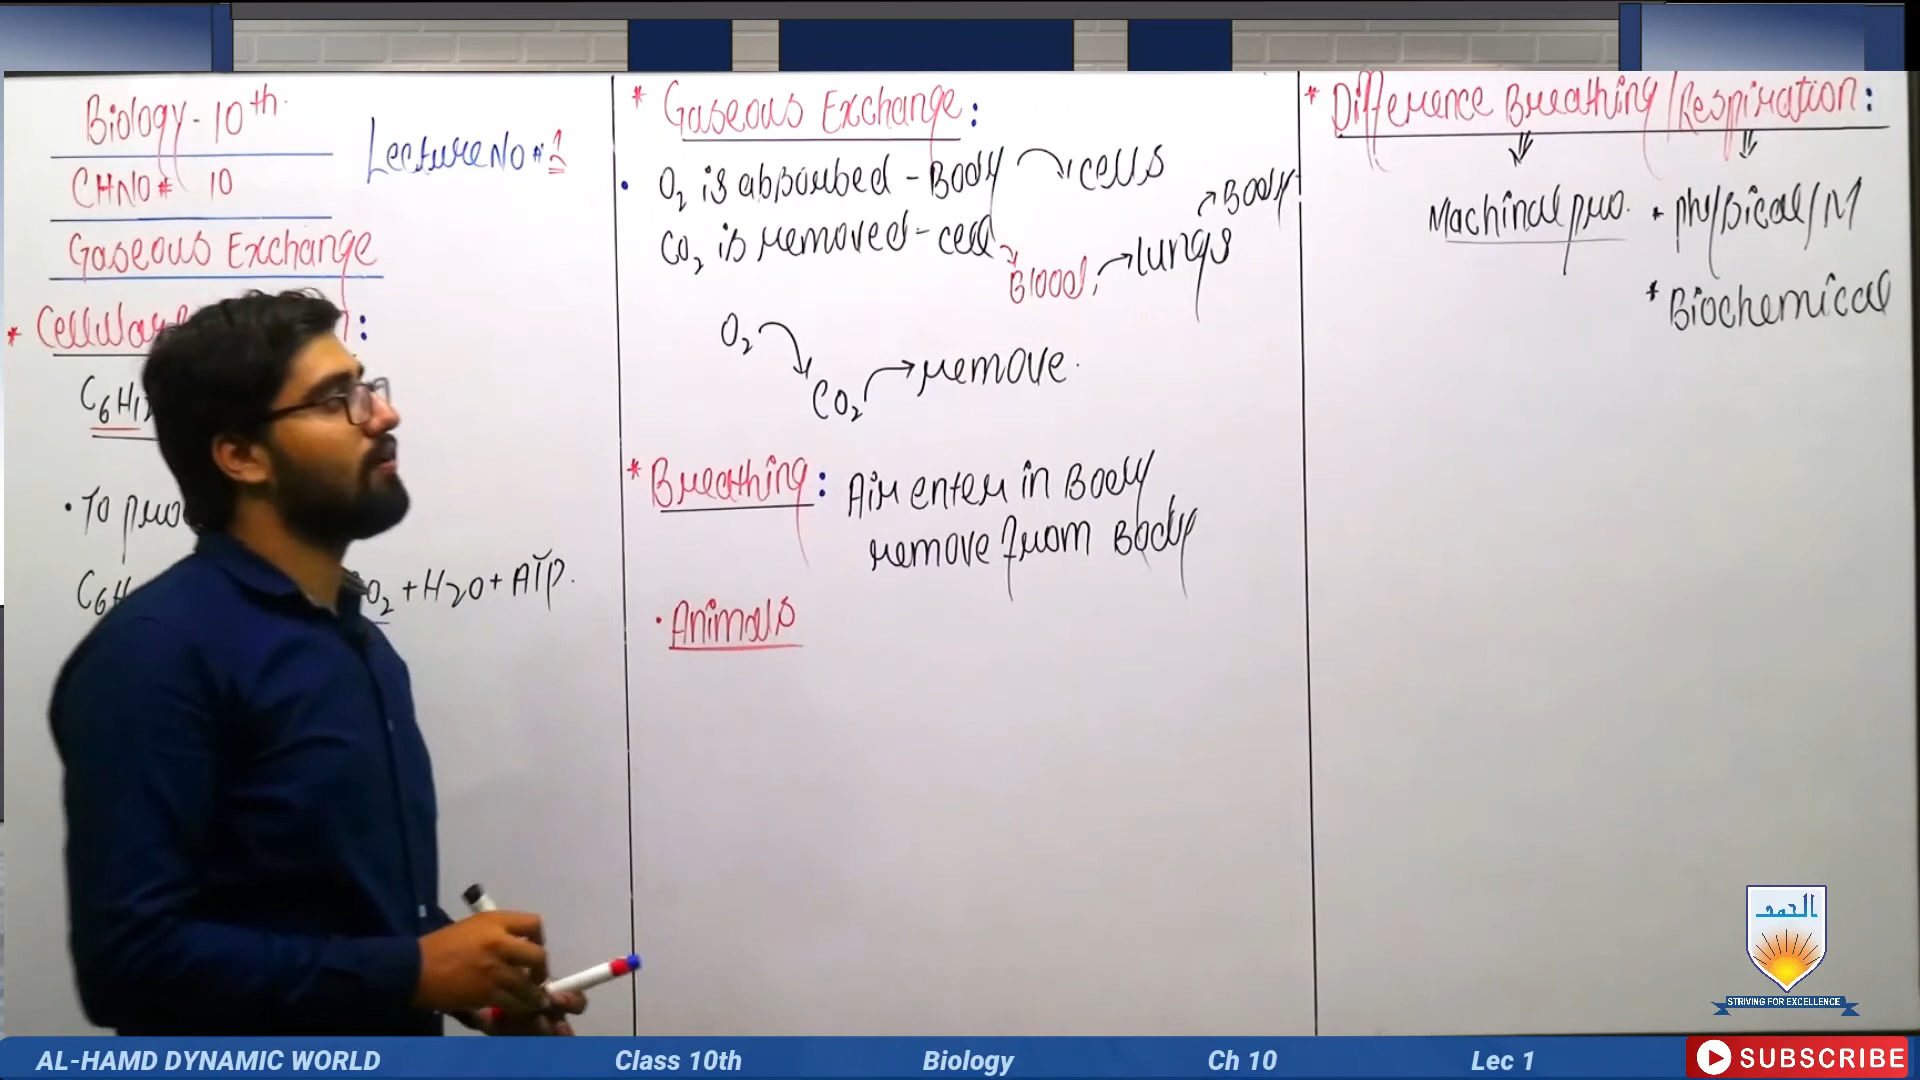 Biology - 10th.
Lecture No # 1
CHNO # 10
Gaseous Exchange
* Cellular :
C6H12
• To pro
C6H O2 + H2O + ATP.
* Gaseous Exchange :
• O2 is absorbed - Body → cells
CO2 is removed - cell → Blood, → lungs → Body
O2 → CO2 → remove.
* Breathing : Air enter in Body
remove from Body
• Animals
* Difference Breathing / Respiration :
Machinal pro. * physical / M
* Biochemical
الحمد
STRIVING FOR EXCELLENCE
AL-HAMD DYNAMIC WORLD Class 10th Biology Ch 10 Lec 1 SUBSCRIBE